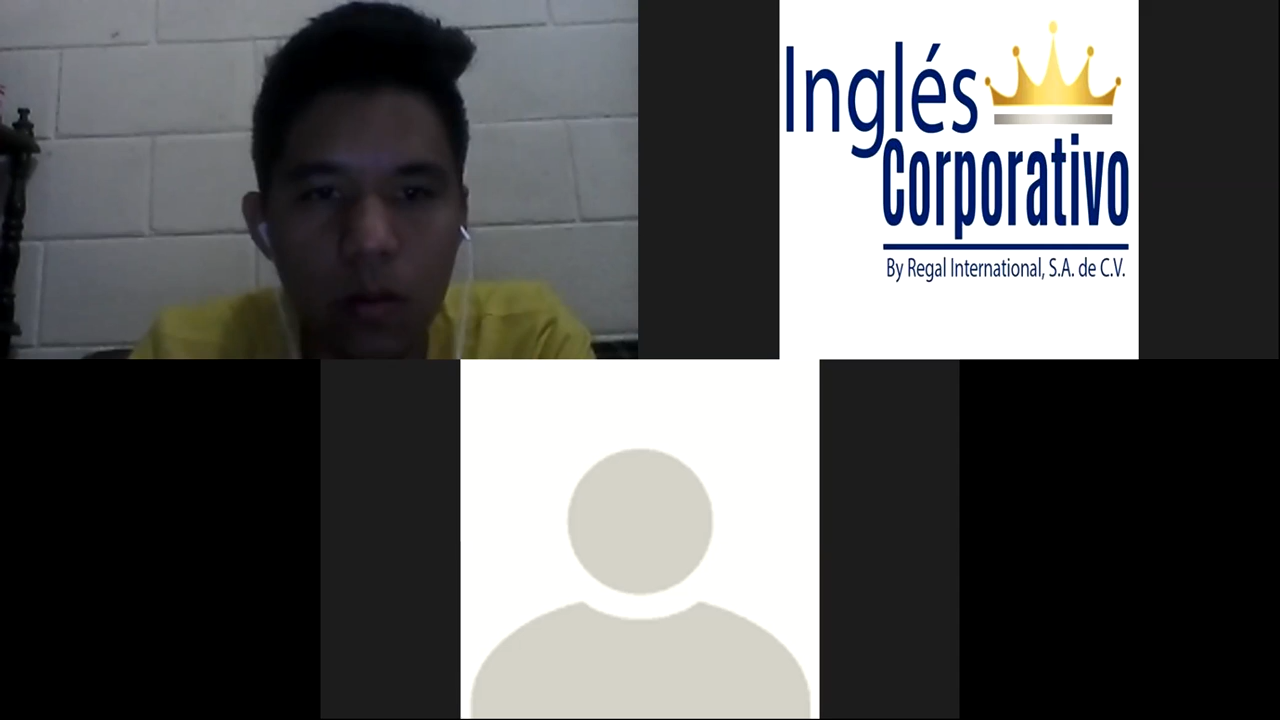 Inglés
Corporativo
By Regal International, S.A. de C.V.